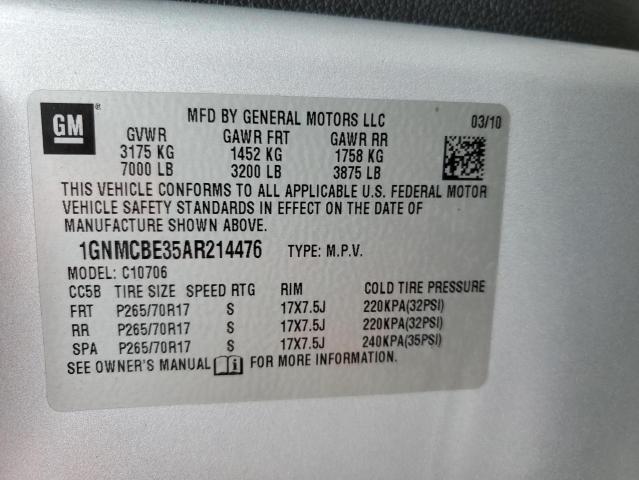 GM ®
MFD BY GENERAL MOTORS LLC 03/10
GVWR GAWR FRT GAWR RR
3175 KG 1452 KG 1758 KG
7000 LB 3200 LB 3875 LB
THIS VEHICLE CONFORMS TO ALL APPLICABLE U.S. FEDERAL MOTOR
VEHICLE SAFETY STANDARDS IN EFFECT ON THE DATE OF
MANUFACTURE SHOWN ABOVE.
1GNMCBE35AR214476 TYPE: M.P.V.
MODEL: C10706
CC5B TIRE SIZE SPEED RTG RIM COLD TIRE PRESSURE
FRT P265/70R17 S 17X7.5J 220KPA(32PSI)
RR P265/70R17 S 17X7.5J 220KPA(32PSI)
SPA P265/70R17 S 17X7.5J 240KPA(35PSI)
SEE OWNER'S MANUAL i FOR MORE INFORMATION.